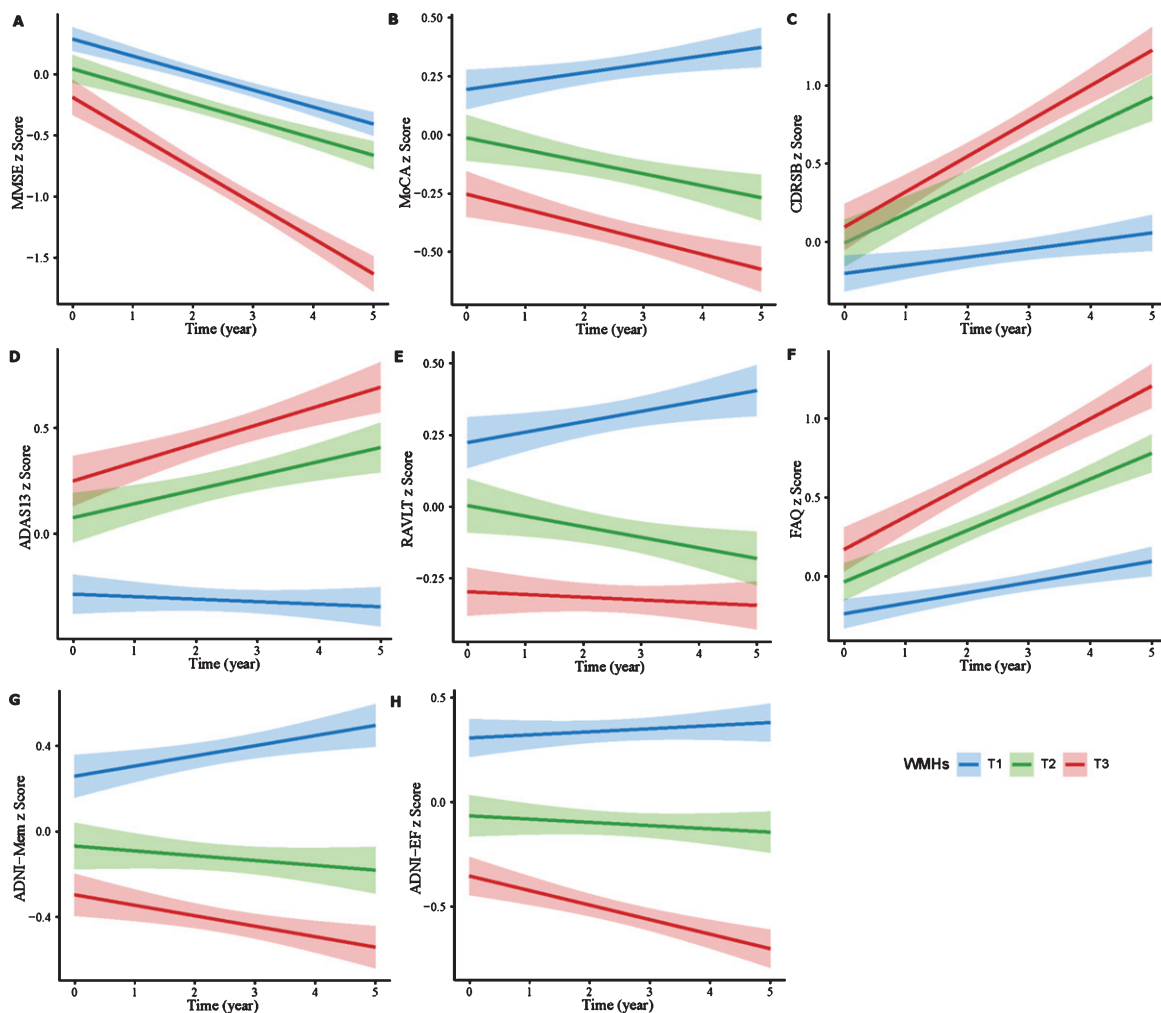 A
MMSE z Score
0.0
−0.5
−1.0
−1.5
0 1 2 3 4 5
Time (year)
B
MoCA z Score
0.50
0.25
0.00
−0.25
−0.50
0 1 2 3 4 5
Time (year)
C
CDRSB z Score
1.0
0.5
0.0
0 1 2 3 4 5
Time (year)
D
ADAS13 z Score
0.5
0.0
0 1 2 3 4 5
Time (year)
E
RAVLT z Score
0.50
0.25
0.00
−0.25
0 1 2 3 4 5
Time (year)
F
FAQ z Score
1.0
0.5
0.0
0 1 2 3 4 5
Time (year)
G
ADNI−Mem z Score
0.4
0.0
−0.4
0 1 2 3 4 5
Time (year)
H
ADNI−EF z Score
0.5
0.0
−0.5
0 1 2 3 4 5
Time (year)
WMHs T1 T2 T3